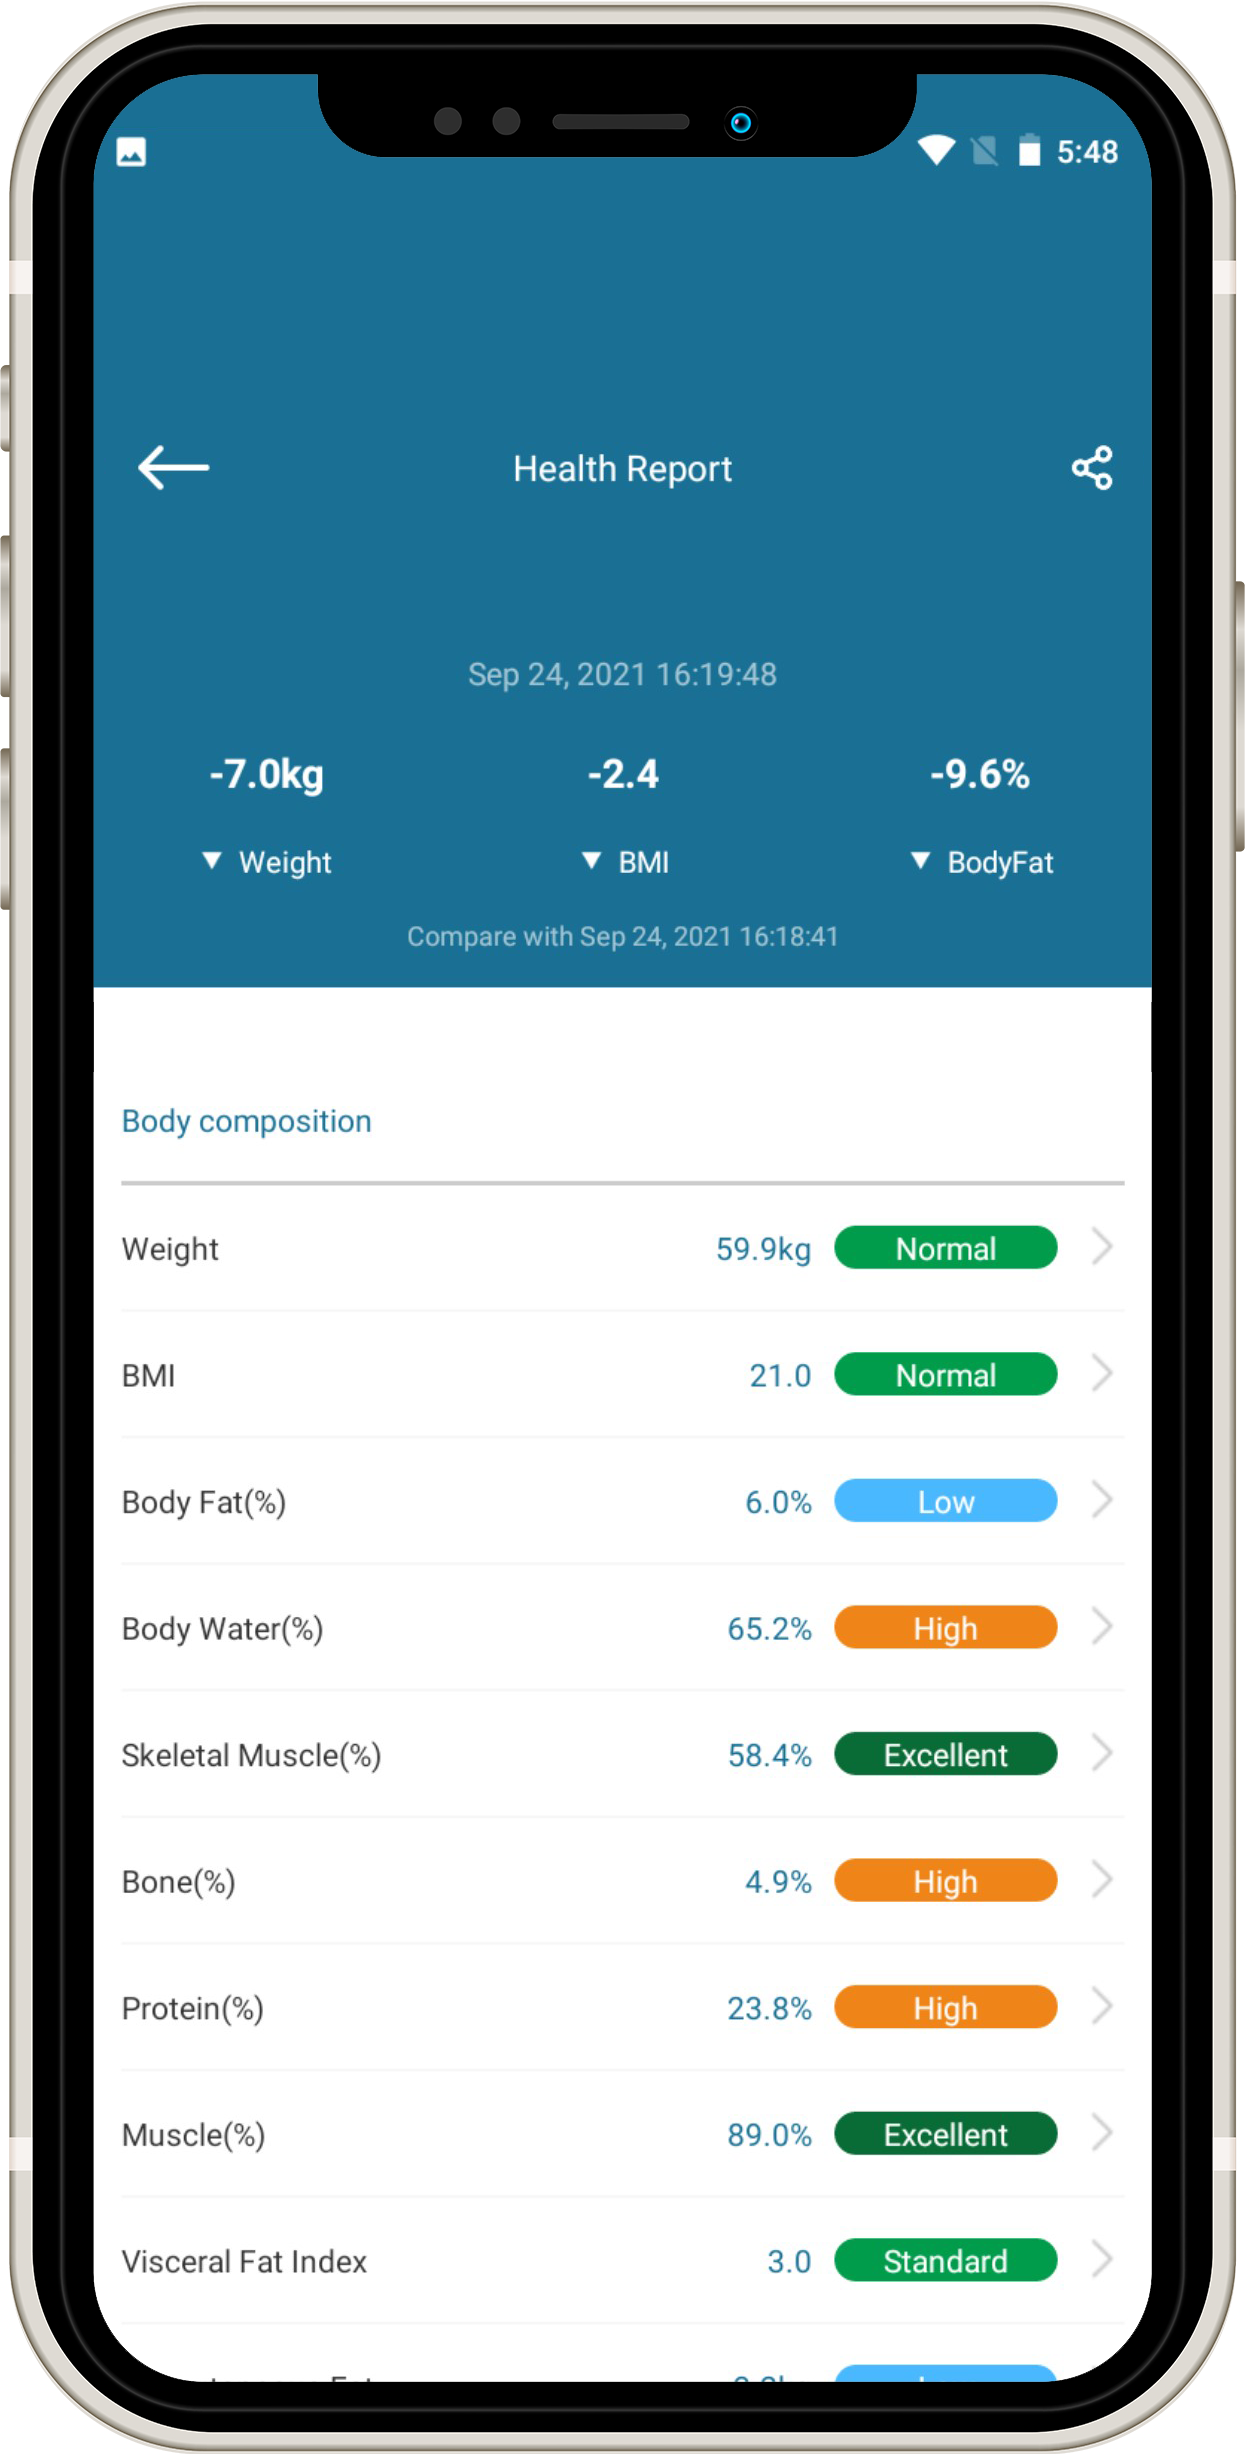 5:48
Health Report
Sep 24, 2021 16:19:48
-7.0kg -2.4 -9.6%
▼ Weight ▼ BMI ▼ BodyFat
Compare with Sep 24, 2021 16:18:41
Body composition
Weight 59.9kg Normal
BMI 21.0 Normal
Body Fat(%) 6.0% Low
Body Water(%) 65.2% High
Skeletal Muscle(%) 58.4% Excellent
Bone(%) 4.9% High
Protein(%) 23.8% High
Muscle(%) 89.0% Excellent
Visceral Fat Index 3.0 Standard